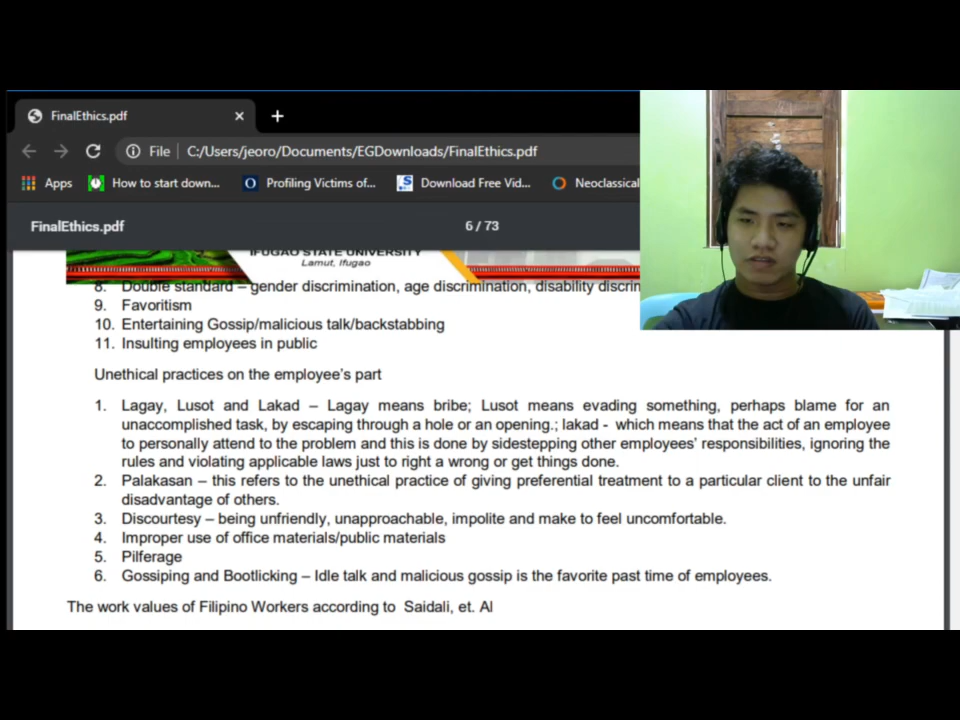 FinalEthics.pdf
File
C:/Users/jeoro/Documents/EGDownloads/FinalEthics.pdf
Apps
How to start down...
Profiling Victims of...
Download Free Vid...
Neoclassical
FinalEthics.pdf
6 / 73
IFUGAO STATE UNIVERSITY
Lamut, Ifugao
8. Double standard – gender discrimination, age discrimination, disability discrin
9. Favoritism
10. Entertaining Gossip/malicious talk/backstabbing
11. Insulting employees in public
Unethical practices on the employee's part
1. Lagay, Lusot and Lakad – Lagay means bribe; Lusot means evading something, perhaps blame for an
unaccomplished task, by escaping through a hole or an opening.; lakad - which means that the act of an employee
to personally attend to the problem and this is done by sidestepping other employees' responsibilities, ignoring the
rules and violating applicable laws just to right a wrong or get things done.
2. Palakasan – this refers to the unethical practice of giving preferential treatment to a particular client to the unfair
disadvantage of others.
3. Discourtesy – being unfriendly, unapproachable, impolite and make to feel uncomfortable.
4. Improper use of office materials/public materials
5. Pilferage
6. Gossiping and Bootlicking – Idle talk and malicious gossip is the favorite past time of employees.
The work values of Filipino Workers according to Saidali, et. Al